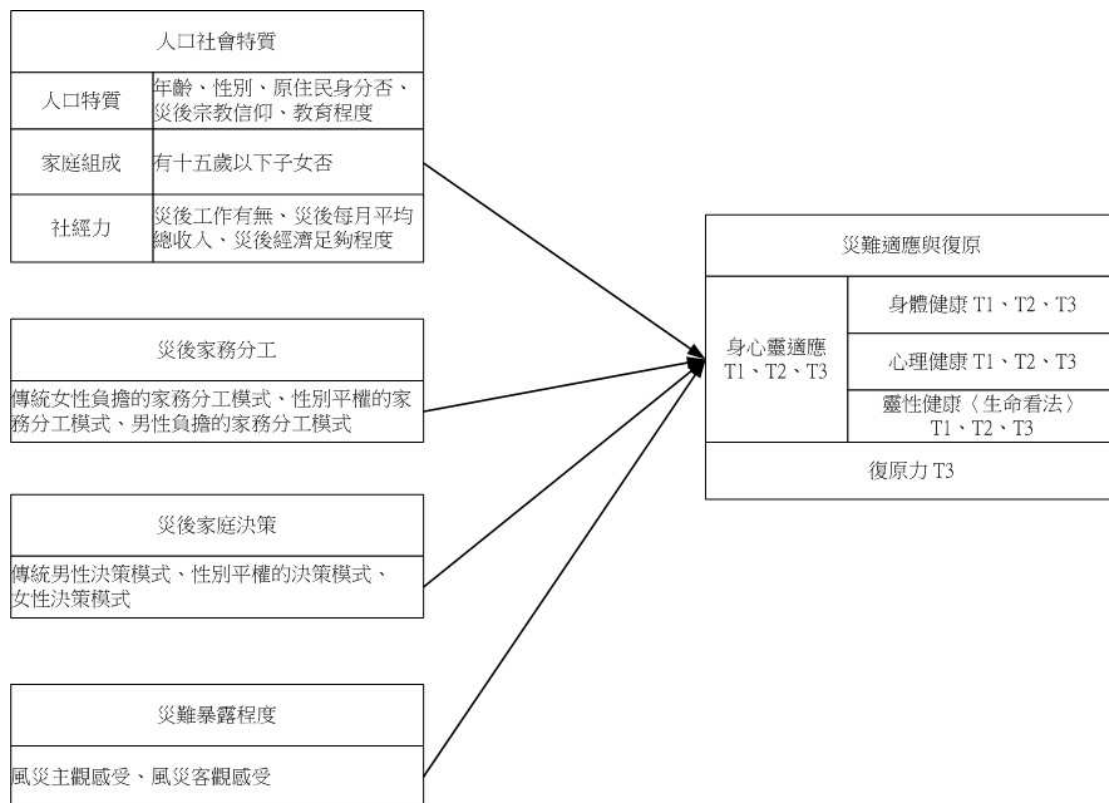 人口社會特質
人口特質
年齡、性別、原住民身分否、
災後宗教信仰、教育程度
家庭組成
有十五歲以下子女否
社經力
災後工作有無、災後每月平均
總收入、災後經濟足夠程度
災後家務分工
傳統女性負擔的家務分工模式、性別平權的家
務分工模式、男性負擔的家務分工模式
災後家庭決策
傳統男性決策模式、性別平權的決策模式、
女性決策模式
災難暴露程度
風災主觀感受、風災客觀感受
災難適應與復原
身心靈適應
T1、T2、T3
身體健康 T1、T2、T3
心理健康 T1、T2、T3
靈性健康〈生命看法〉
T1、T2、T3
復原力 T3